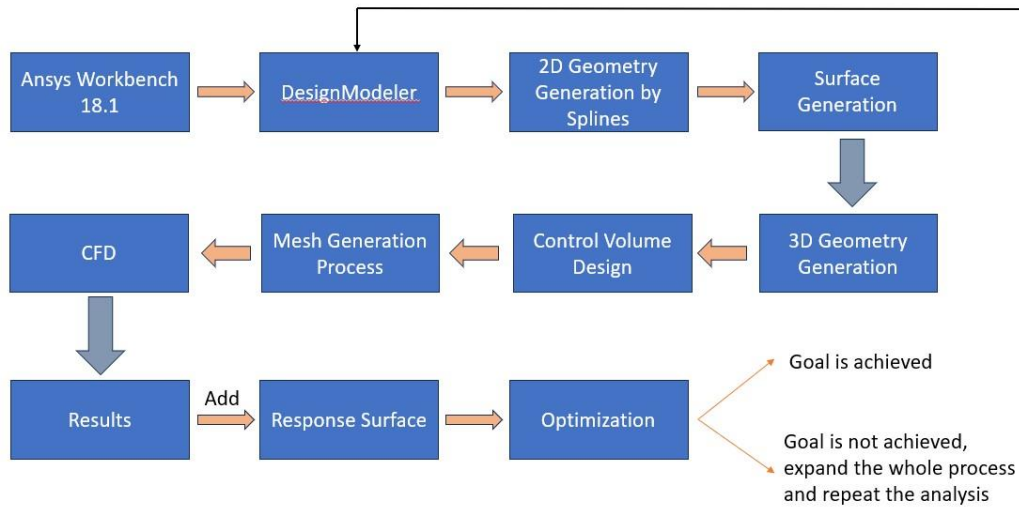 Ansys Workbench
18.1
DesignModeler
2D Geometry
Generation by
Splines
Surface
Generation
CFD
Mesh Generation
Process
Control Volume
Design
3D Geometry
Generation
Results
Add
Response Surface
Optimization
Goal is achieved
Goal is not achieved,
expand the whole process
and repeat the analysis